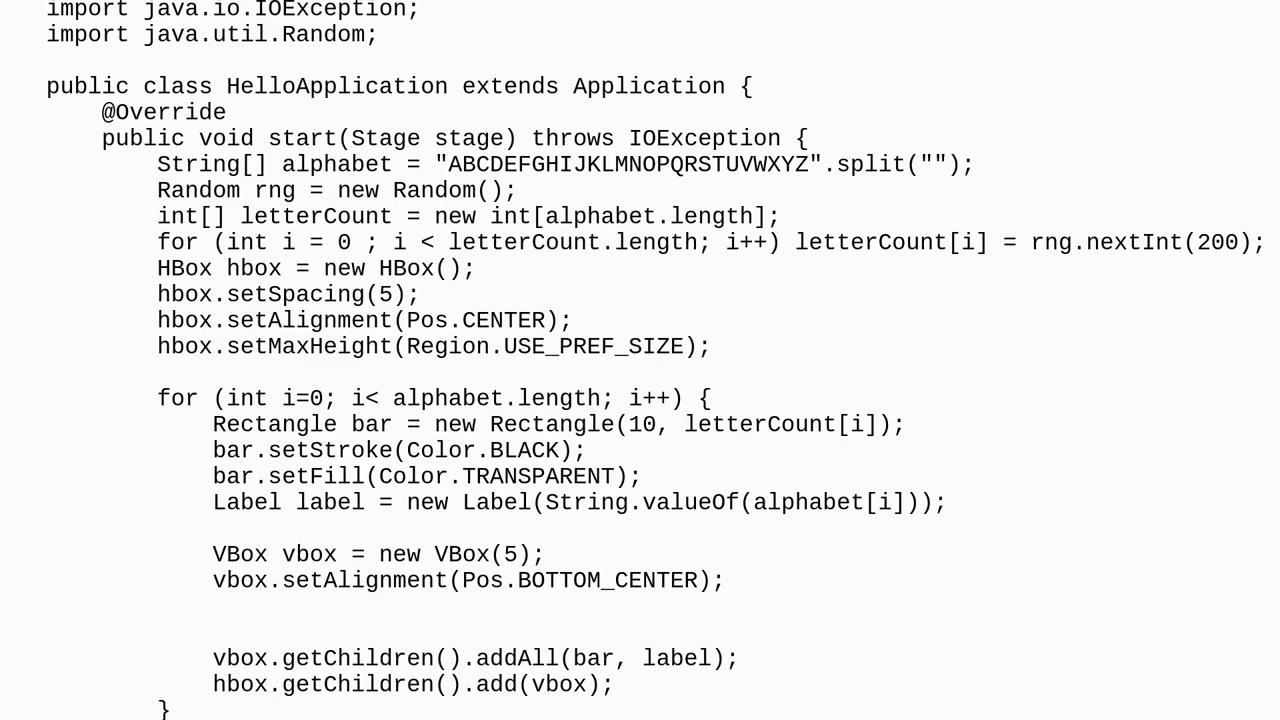 import java.io.IOException;
import java.util.Random;

public class HelloApplication extends Application {
    @Override
    public void start(Stage stage) throws IOException {
        String[] alphabet = "ABCDEFGHIJKLMNOPQRSTUVWXYZ".split("");
        Random rng = new Random();
        int[] letterCount = new int[alphabet.length];
        for (int i = 0 ; i < letterCount.length; i++) letterCount[i] = rng.nextInt(200);
        HBox hbox = new HBox();
        hbox.setSpacing(5);
        hbox.setAlignment(Pos.CENTER);
        hbox.setMaxHeight(Region.USE_PREF_SIZE);

        for (int i=0; i< alphabet.length; i++) {
            Rectangle bar = new Rectangle(10, letterCount[i]);
            bar.setStroke(Color.BLACK);
            bar.setFill(Color.TRANSPARENT);
            Label label = new Label(String.valueOf(alphabet[i]));

            VBox vbox = new VBox(5);
            vbox.setAlignment(Pos.BOTTOM_CENTER);


            vbox.getChildren().addAll(bar, label);
            hbox.getChildren().add(vbox);
        }